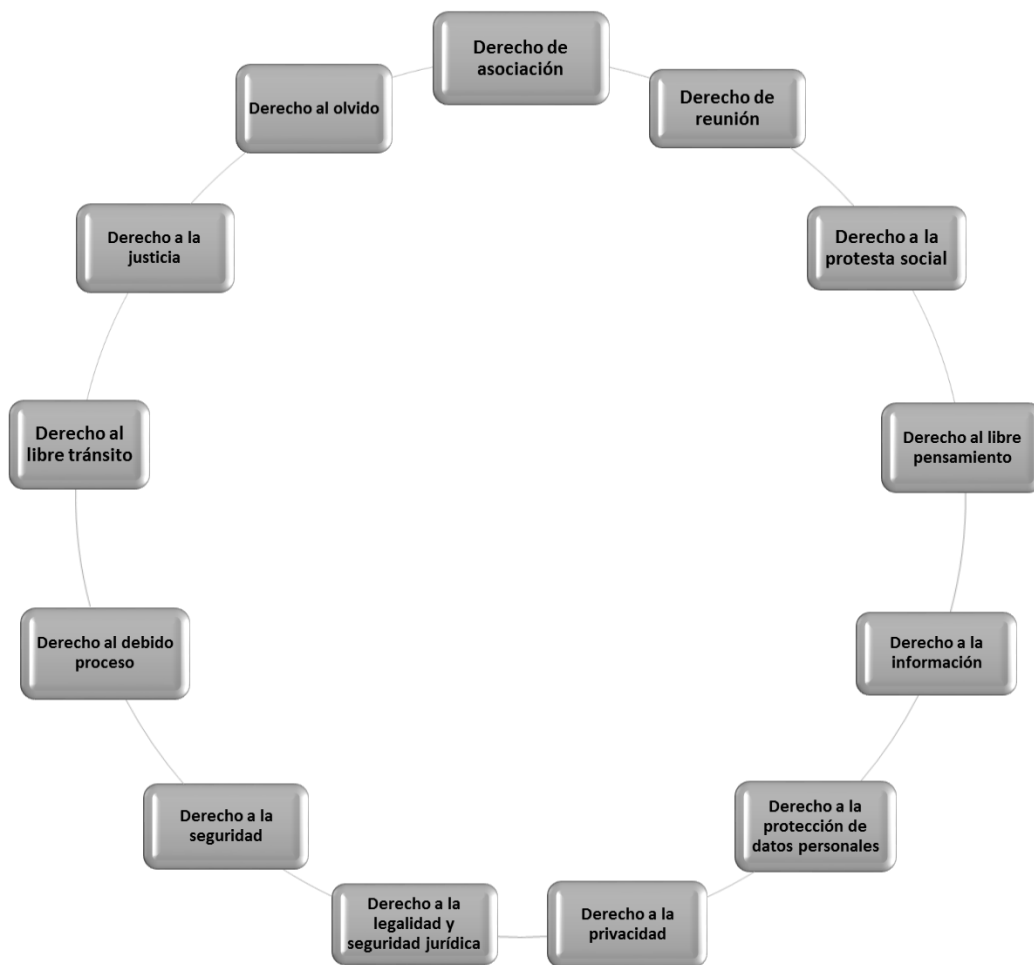 Derecho de
asociación
Derecho de
reunión
Derecho a la
protesta social
Derecho al libre
pensamiento
Derecho a la
información
Derecho a la
protección de
datos personales
Derecho a la
privacidad
Derecho a la
legalidad y
seguridad jurídica
Derecho a la
seguridad
Derecho al debido
proceso
Derecho al
libre tránsito
Derecho a la
justicia
Derecho al olvido